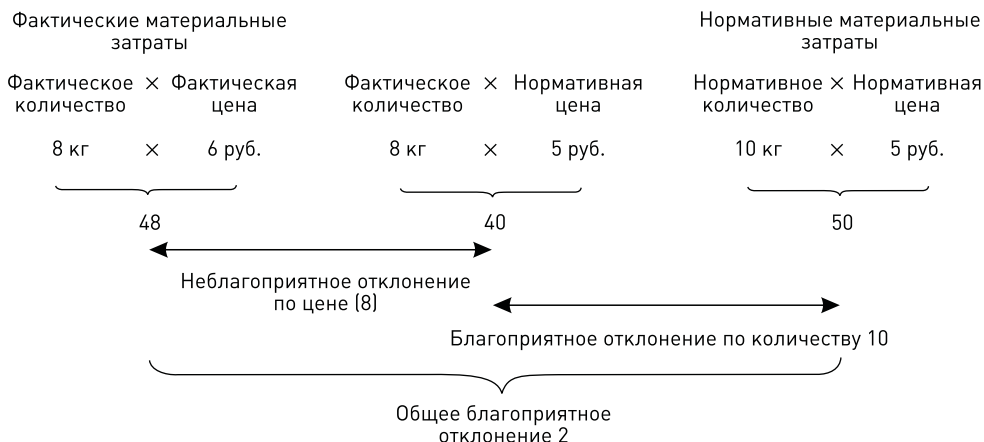 Фактические материальные затраты
Нормативные материальные затраты
Фактическое количество × Фактическая цена
Фактическое количество × Нормативная цена
Нормативное количество × Нормативная цена
8 кг × 6 руб.
8 кг × 5 руб.
10 кг × 5 руб.
48
40
50
Неблагоприятное отклонение
по цене (8)
Благоприятное отклонение по количеству 10
Общее благоприятное
отклонение 2